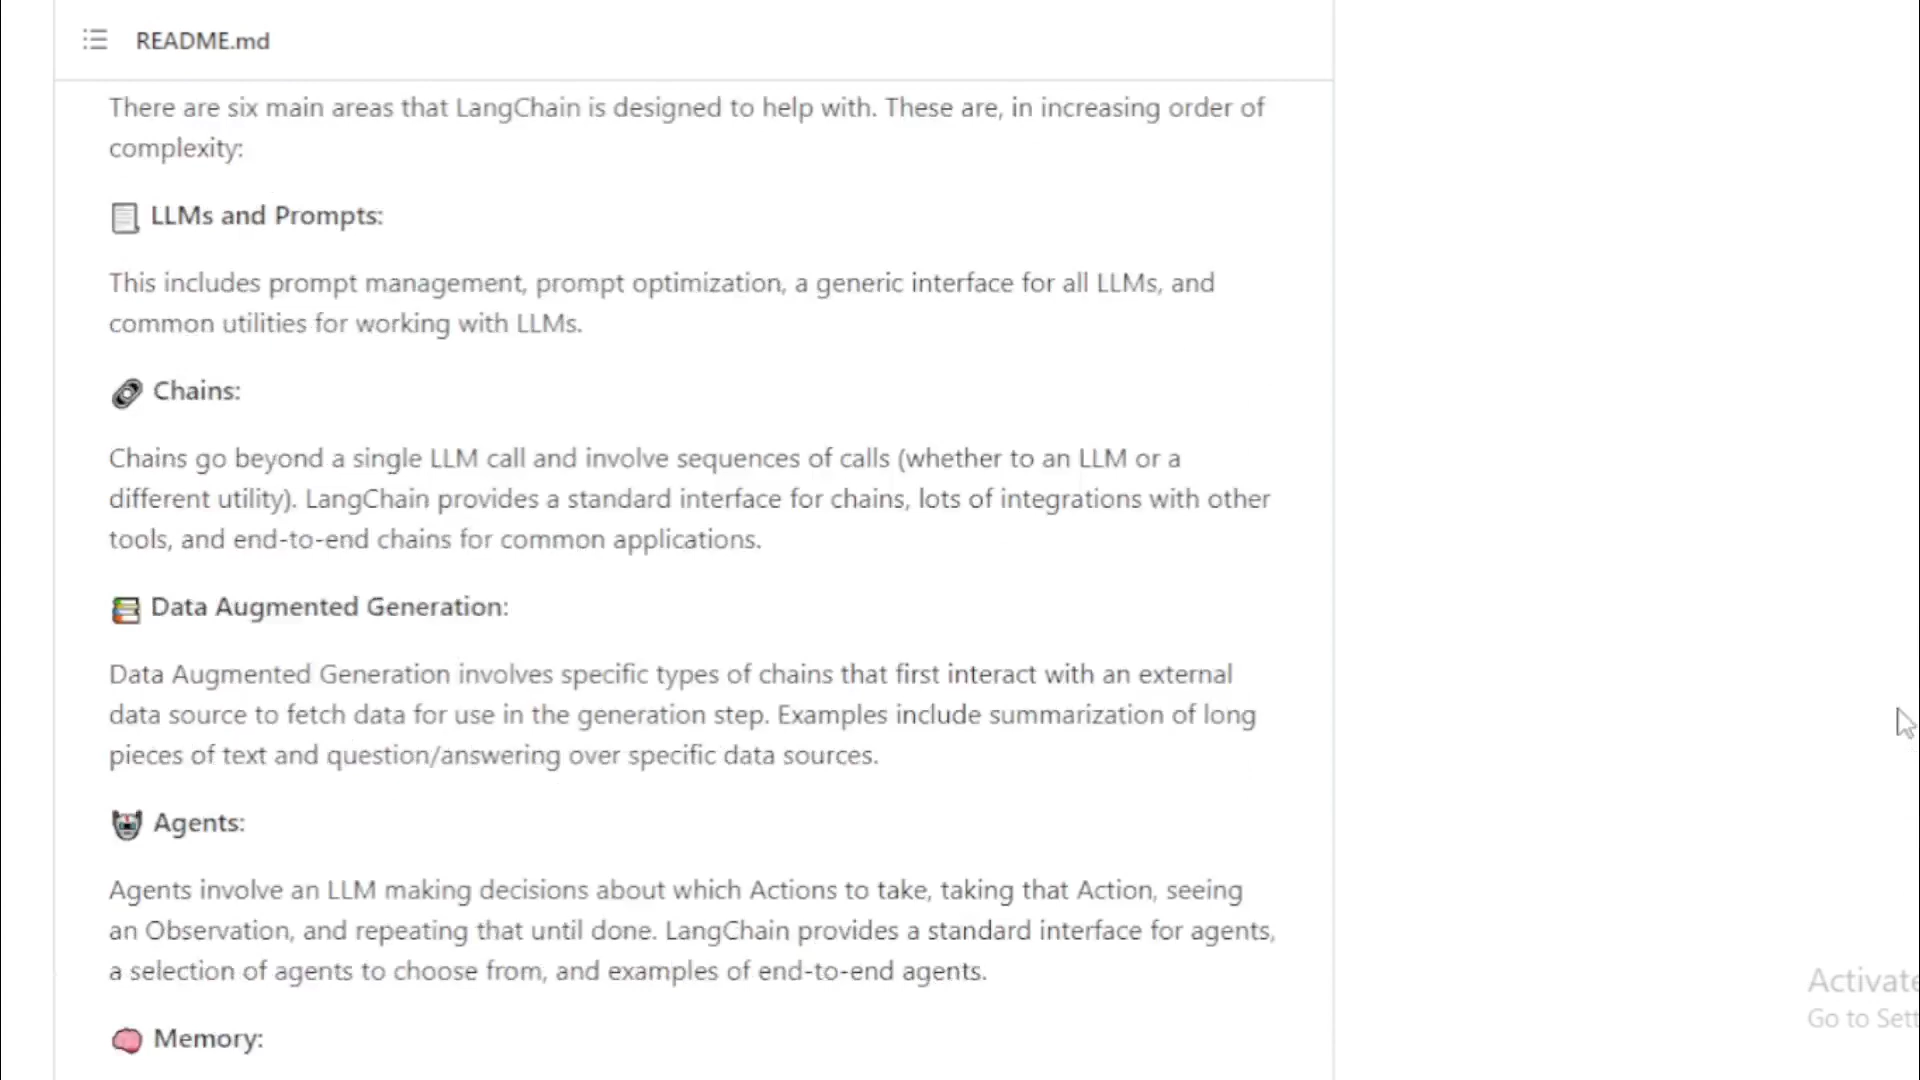 README.md
There are six main areas that LangChain is designed to help with. These are, in increasing order of
complexity:
LLMs and Prompts:
This includes prompt management, prompt optimization, a generic interface for all LLMs, and
common utilities for working with LLMs.
Chains:
Chains go beyond a single LLM call and involve sequences of calls (whether to an LLM or a
different utility). LangChain provides a standard interface for chains, lots of integrations with other
tools, and end-to-end chains for common applications.
Data Augmented Generation:
Data Augmented Generation involves specific types of chains that first interact with an external
data source to fetch data for use in the generation step. Examples include summarization of long
pieces of text and question/answering over specific data sources.
Agents:
Agents involve an LLM making decisions about which Actions to take, taking that Action, seeing
an Observation, and repeating that until done. LangChain provides a standard interface for agents,
a selection of agents to choose from, and examples of end-to-end agents.
Memory:
Activate
Go to Sett